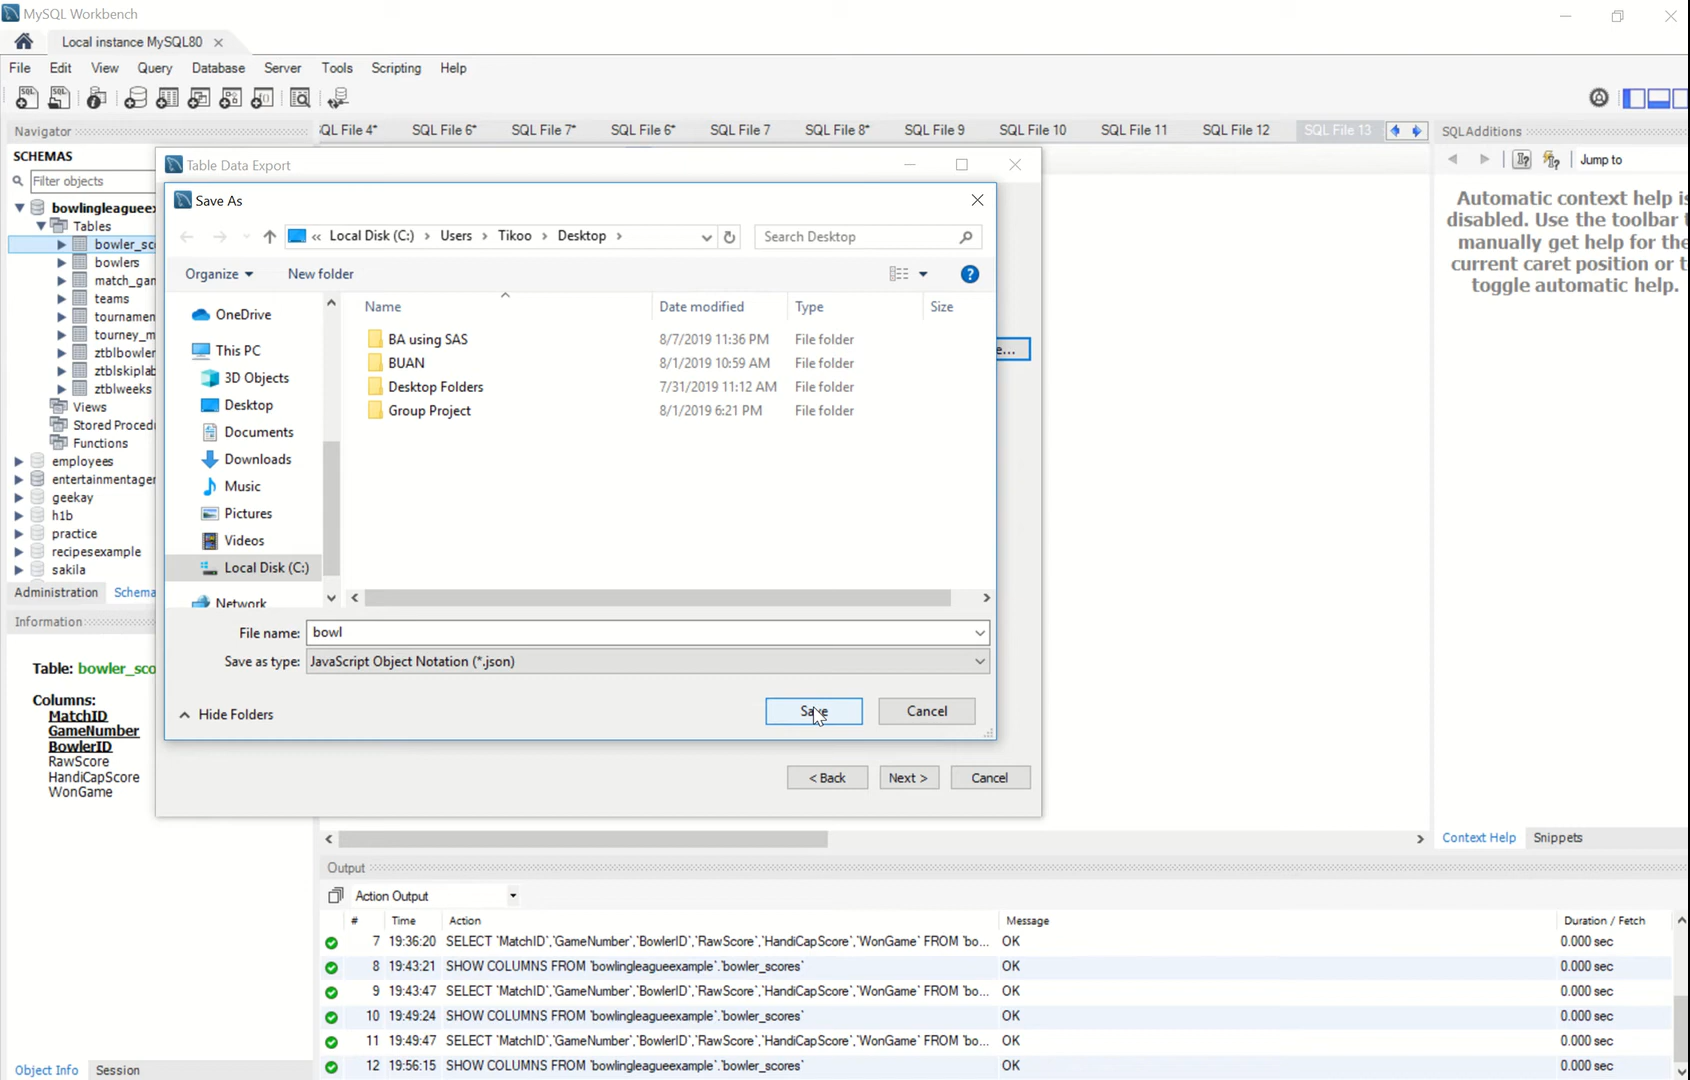 MySQL Workbench
Local instance MySQL80
File Edit View Query Database Server Tools Scripting Help
Navigator
QL File 4* SQL File 6* SQL File 7* SQL File 6* SQL File 7 SQL File 8* SQL File 9 SQL File 10 SQL File 11 SQL File 12 SQL File 13
SQLAdditions
SCHEMAS
Filter objects
bowlingleagueex
Tables
bowler_sco
bowlers
match_gam
teams
tournamen
tourney_m
ztblbowler
ztblskiplab
ztblweeks
Views
Stored Proced
Functions
employees
entertainmentager
geekay
h1b
practice
recipesexample
sakila
Administration Schema
Information
Table: bowler_sco
Columns:
MatchID
GameNumber
BowlerID
RawScore
HandiCapScore
WonGame
Object Info Session
Table Data Export
Save As
« Local Disk (C:) › Users › Tikoo › Desktop ›
Search Desktop
Organize New folder
OneDrive
This PC
3D Objects
Desktop
Documents
Downloads
Music
Pictures
Videos
Local Disk (C:)
Network
Name Date modified Type Size
BA using SAS 8/7/2019 11:36 PM File folder
BUAN 8/1/2019 10:59 AM File folder
Desktop Folders 7/31/2019 11:12 AM File folder
Group Project 8/1/2019 6:21 PM File folder
e...
File name: bowl
Save as type: JavaScript Object Notation (*.json)
Hide Folders
Save Cancel
< Back Next > Cancel
Jump to
Automatic context help is
disabled. Use the toolbar t
manually get help for the
current caret position or t
toggle automatic help.
Context Help Snippets
Output
Action Output
# Time Action Message Duration / Fetch
7 19:36:20 SELECT `MatchID`,`GameNumber`,`BowlerID`,`RawScore`,`HandiCapScore`,`WonGame` FROM `bo... OK 0.000 sec
8 19:43:21 SHOW COLUMNS FROM `bowlingleagueexample`.`bowler_scores` OK 0.000 sec
9 19:43:47 SELECT `MatchID`,`GameNumber`,`BowlerID`,`RawScore`,`HandiCapScore`,`WonGame` FROM `bo... OK 0.000 sec
10 19:49:24 SHOW COLUMNS FROM `bowlingleagueexample`.`bowler_scores` OK 0.000 sec
11 19:49:47 SELECT `MatchID`,`GameNumber`,`BowlerID`,`RawScore`,`HandiCapScore`,`WonGame` FROM `bo... OK 0.000 sec
12 19:56:15 SHOW COLUMNS FROM `bowlingleagueexample`.`bowler_scores` OK 0.000 sec